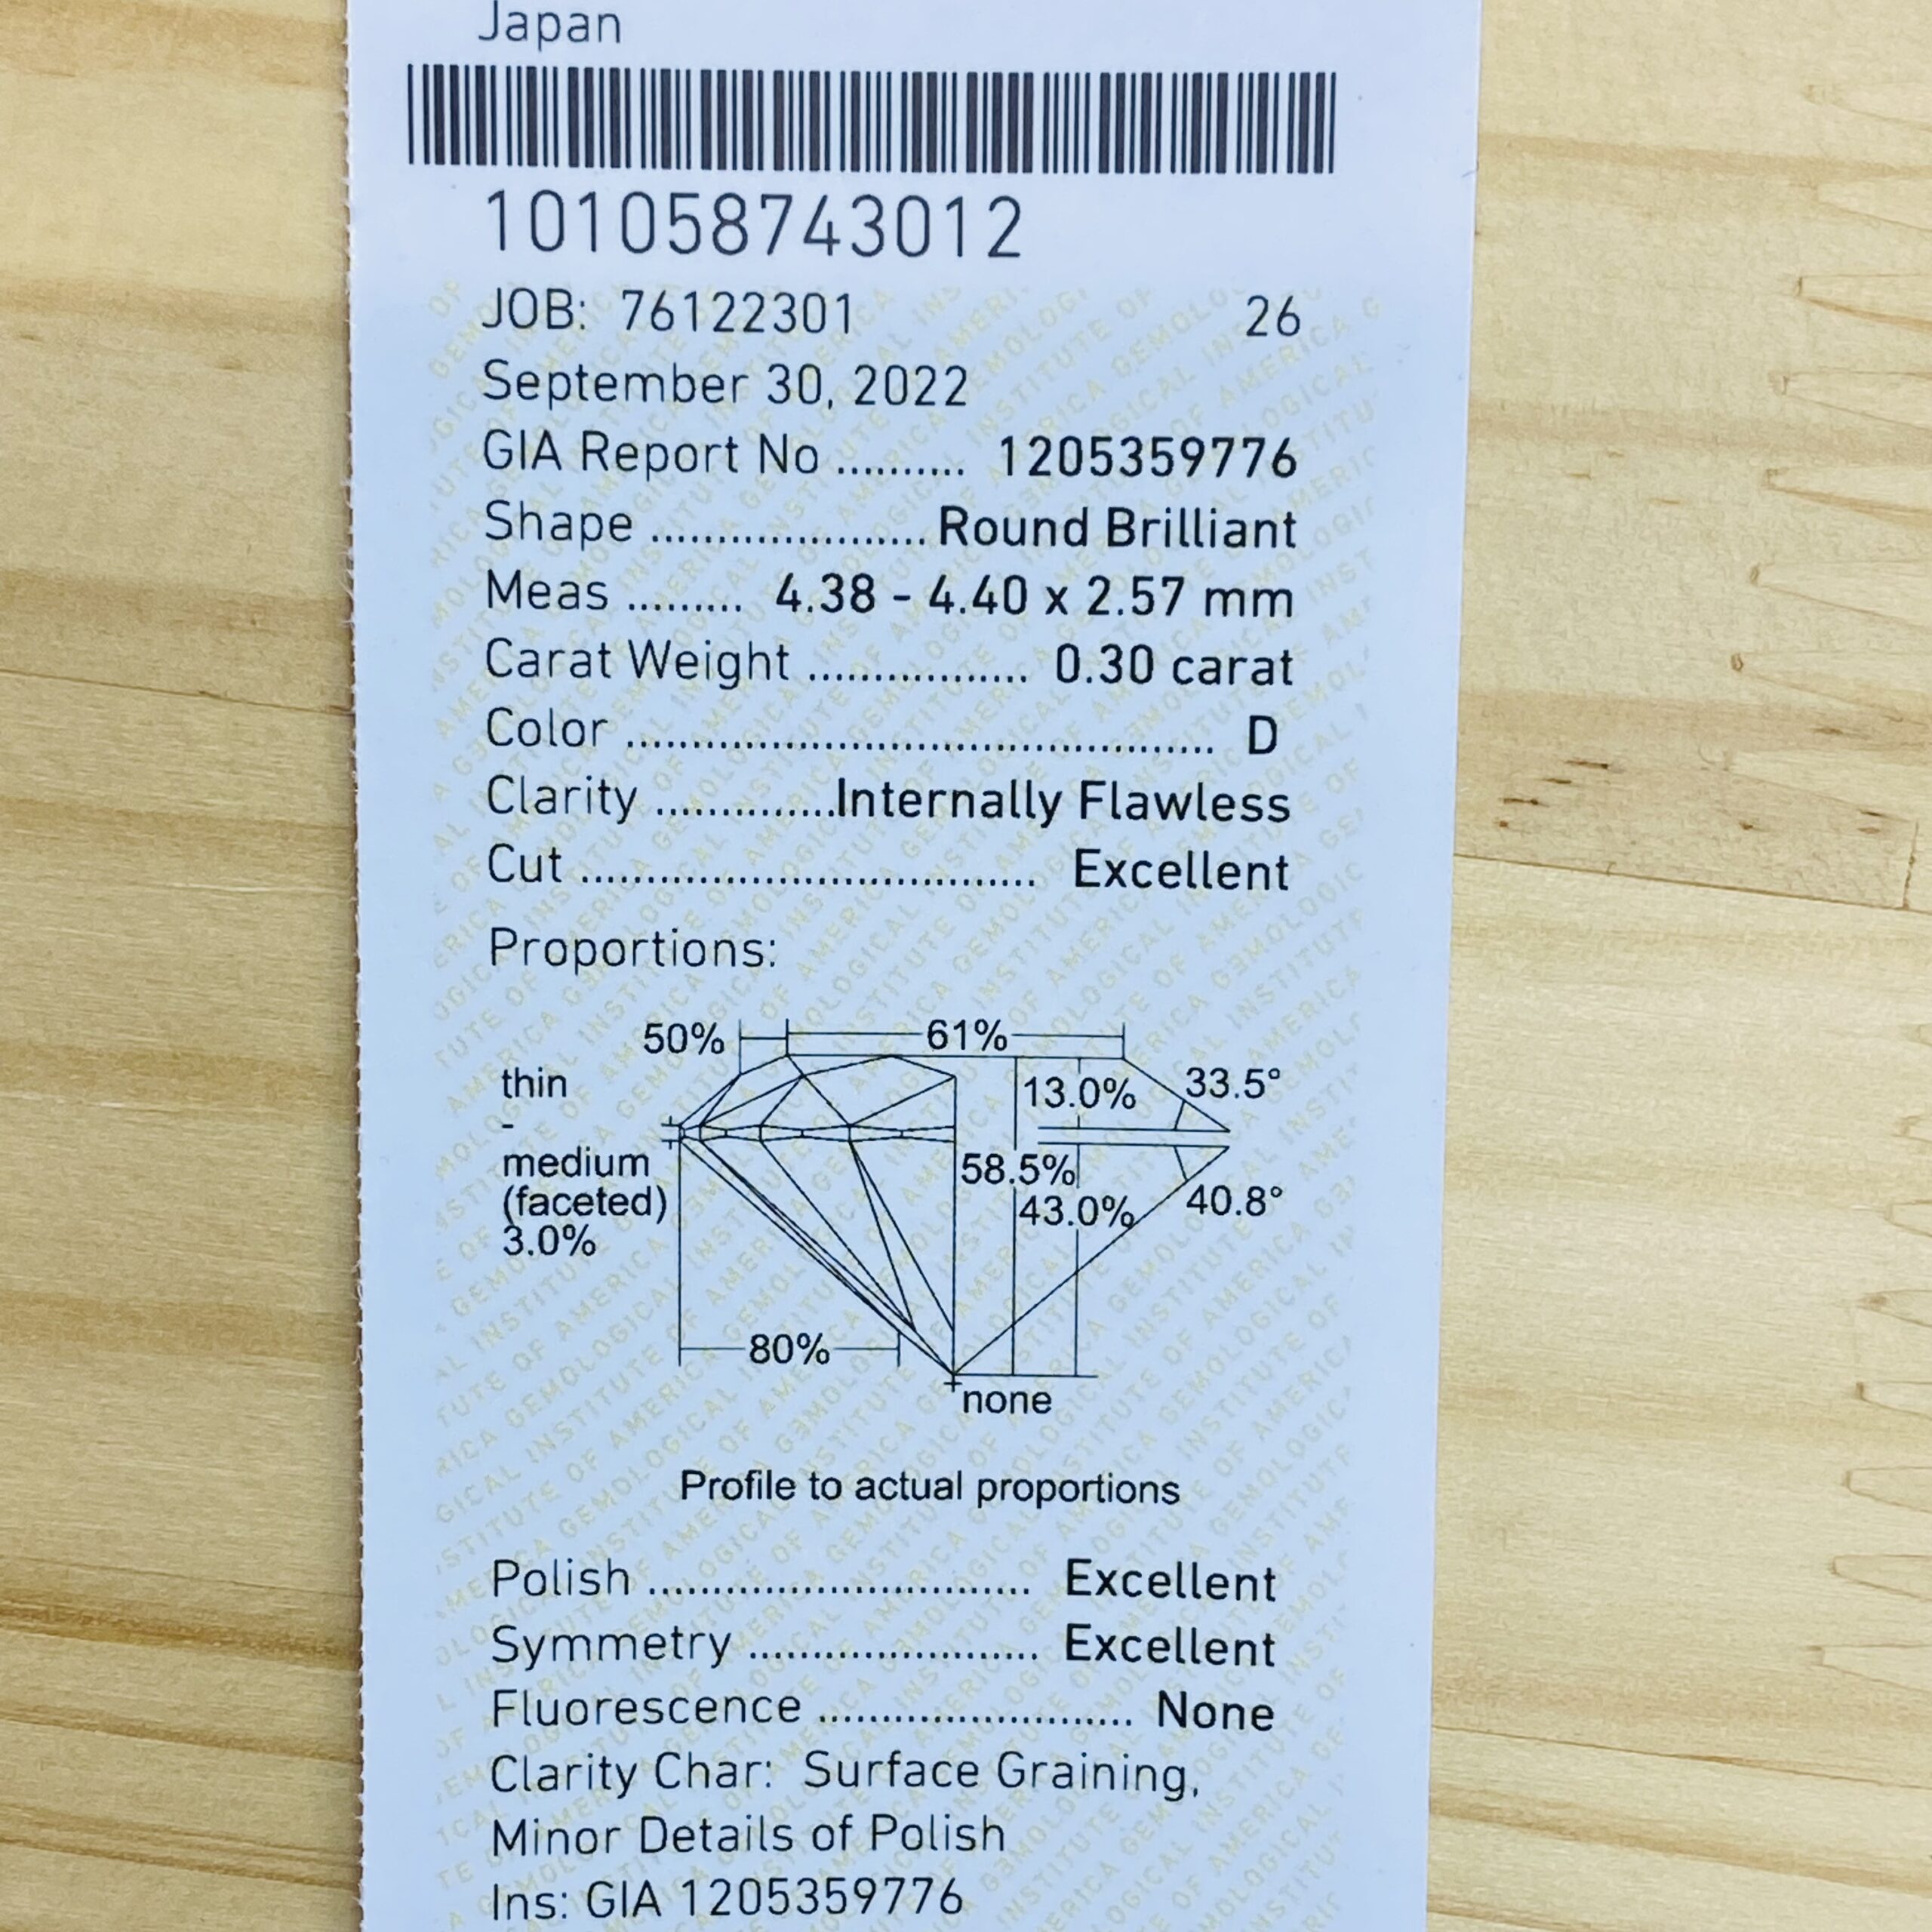 Japan
101058743012
JOB: 76122301 26
September 30, 2022
GIA Report No .......... 1205359776
Shape ..................... Round Brilliant
Meas ......... 4.38 - 4.40 x 2.57 mm
Carat Weight ................. 0.30 carat
Color ............................................. D
Clarity ..............Internally Flawless
Cut ................................... Excellent
Proportions:
50% 61%
thin 13.0% 33.5°
-
medium 58.5%
(faceted) 43.0% 40.8°
3.0%
80%
none
Profile to actual proportions
Polish ............................. Excellent
Symmetry ...................... Excellent
Fluorescence ........................ None
Clarity Char: Surface Graining,
Minor Details of Polish
Ins: GIA 1205359776